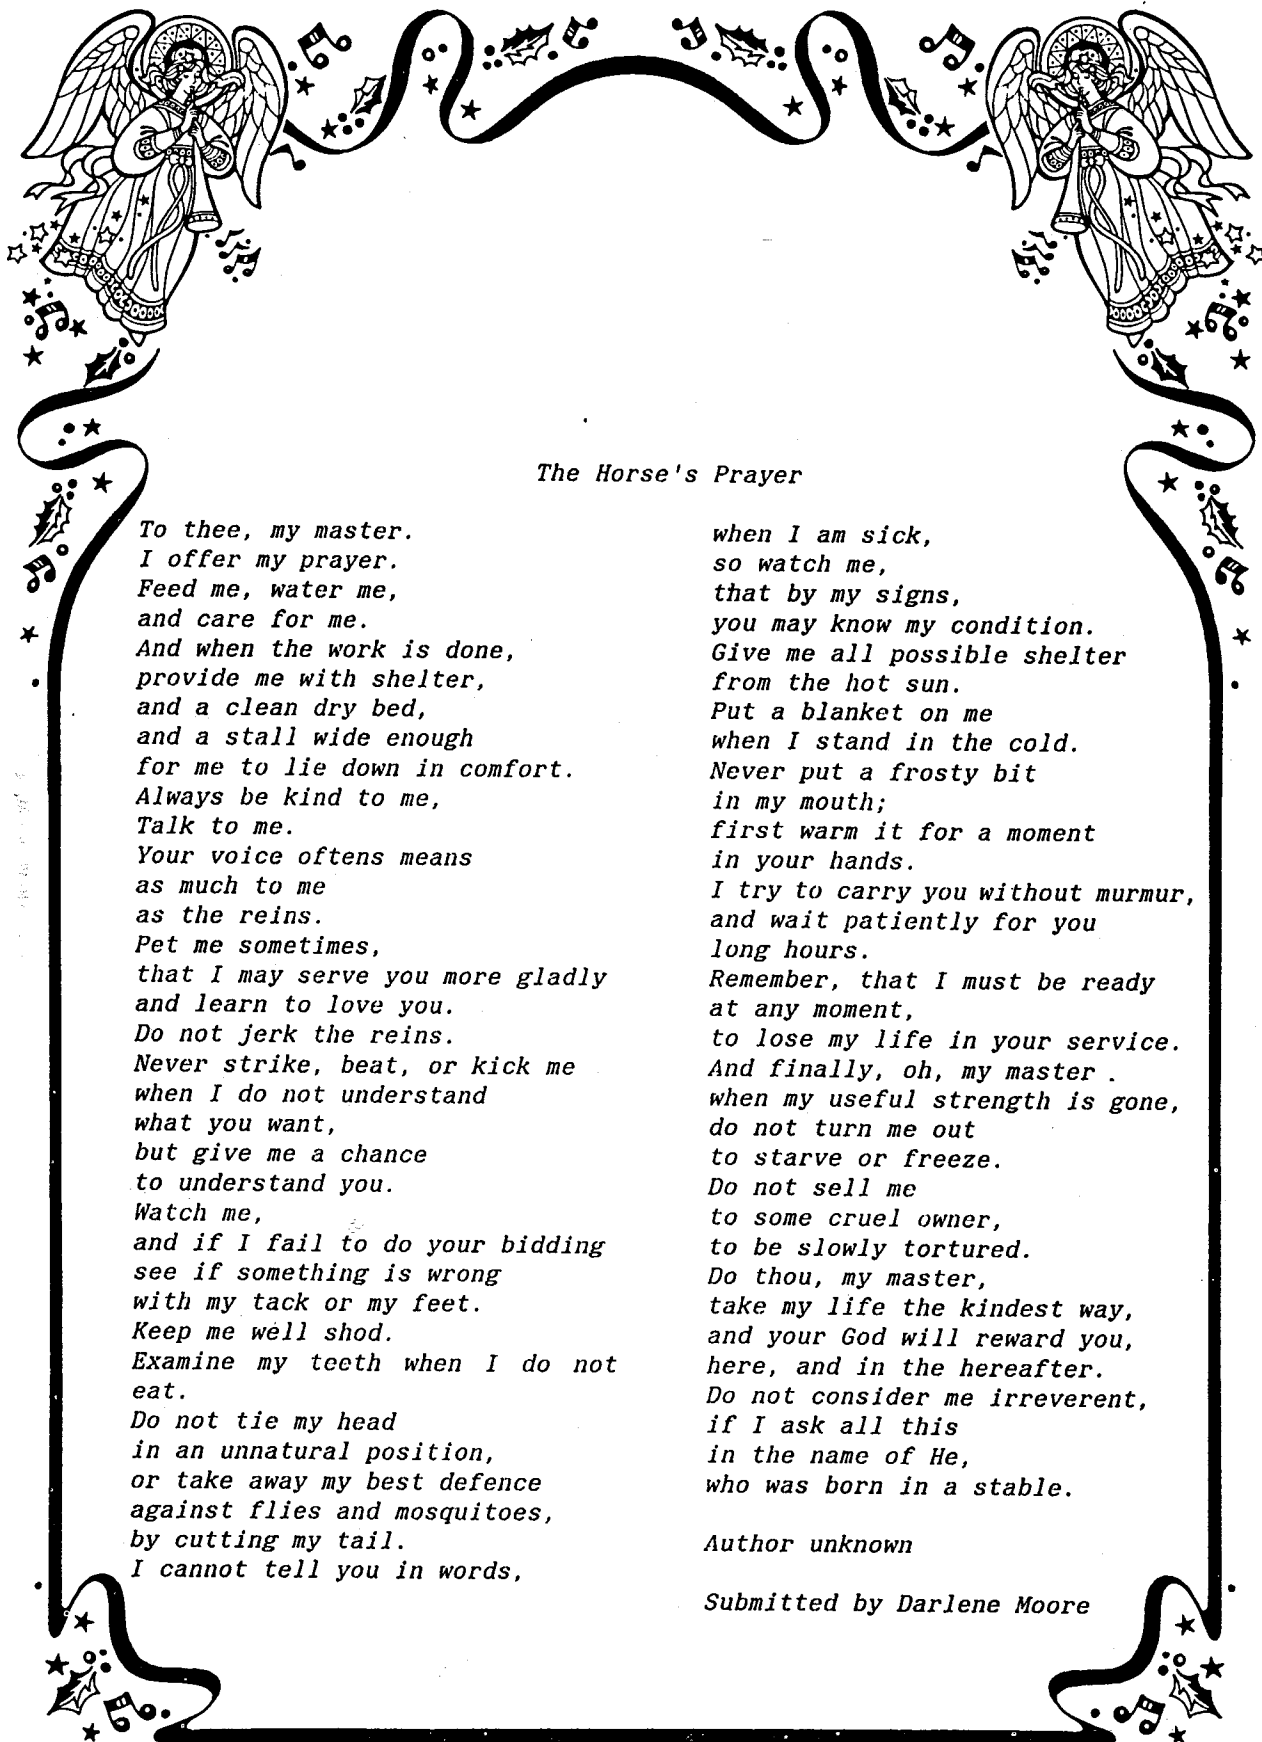 The Horse's Prayer
To thee, my master.
I offer my prayer.
Feed me, water me,
and care for me.
And when the work is done,
provide me with shelter,
and a clean dry bed,
and a stall wide enough
for me to lie down in comfort.
Always be kind to me,
Talk to me.
Your voice oftens means
as much to me
as the reins.
Pet me sometimes,
that I may serve you more gladly
and learn to love you.
Do not jerk the reins.
Never strike, beat, or kick me
when I do not understand
what you want,
but give me a chance
to understand you.
Watch me,
and if I fail to do your bidding
see if something is wrong
with my tack or my feet.
Keep me well shod.
Examine my teeth when I do not
eat.
Do not tie my head
in an unnatural position,
or take away my best defence
against flies and mosquitoes,
by cutting my tail.
I cannot tell you in words,
when I am sick,
so watch me,
that by my signs,
you may know my condition.
Give me all possible shelter
from the hot sun.
Put a blanket on me
when I stand in the cold.
Never put a frosty bit
in my mouth;
first warm it for a moment
in your hands.
I try to carry you without murmur,
and wait patiently for you
long hours.
Remember, that I must be ready
at any moment,
to lose my life in your service.
And finally, oh, my master .
when my useful strength is gone,
do not turn me out
to starve or freeze.
Do not sell me
to some cruel owner,
to be slowly tortured.
Do thou, my master,
take my life the kindest way,
and your God will reward you,
here, and in the hereafter.
Do not consider me irreverent,
if I ask all this
in the name of He,
who was born in a stable.
Author unknown
Submitted by Darlene Moore